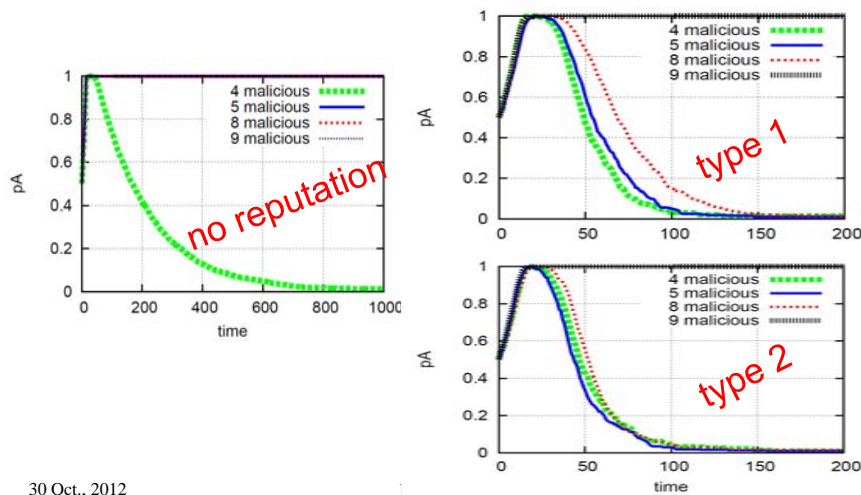 1
0.8
0.6
0.4
0.2
0
pA
4 malicious
5 malicious
8 malicious
9 malicious
no reputation
0
200
400
600
800
1000
time
1
0.8
0.6
0.4
0.2
0
pA
4 malicious
5 malicious
8 malicious
9 malicious
type 1
0
50
100
150
200
1
0.8
0.6
0.4
0.2
0
pA
4 malicious
5 malicious
8 malicious
9 malicious
type 2
0
50
100
150
200
time
30 Oct., 2012